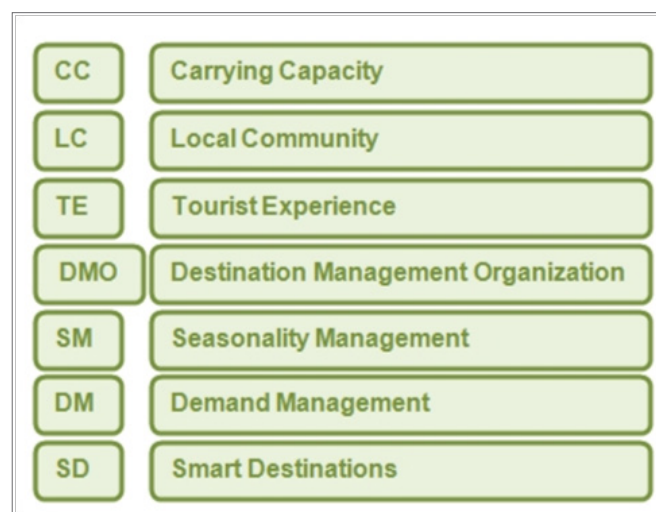 CC Carrying Capacity
LC Local Community
TE Tourist Experience
DMO Destination Management Organization
SM Seasonality Management
DM Demand Management
SD Smart Destinations